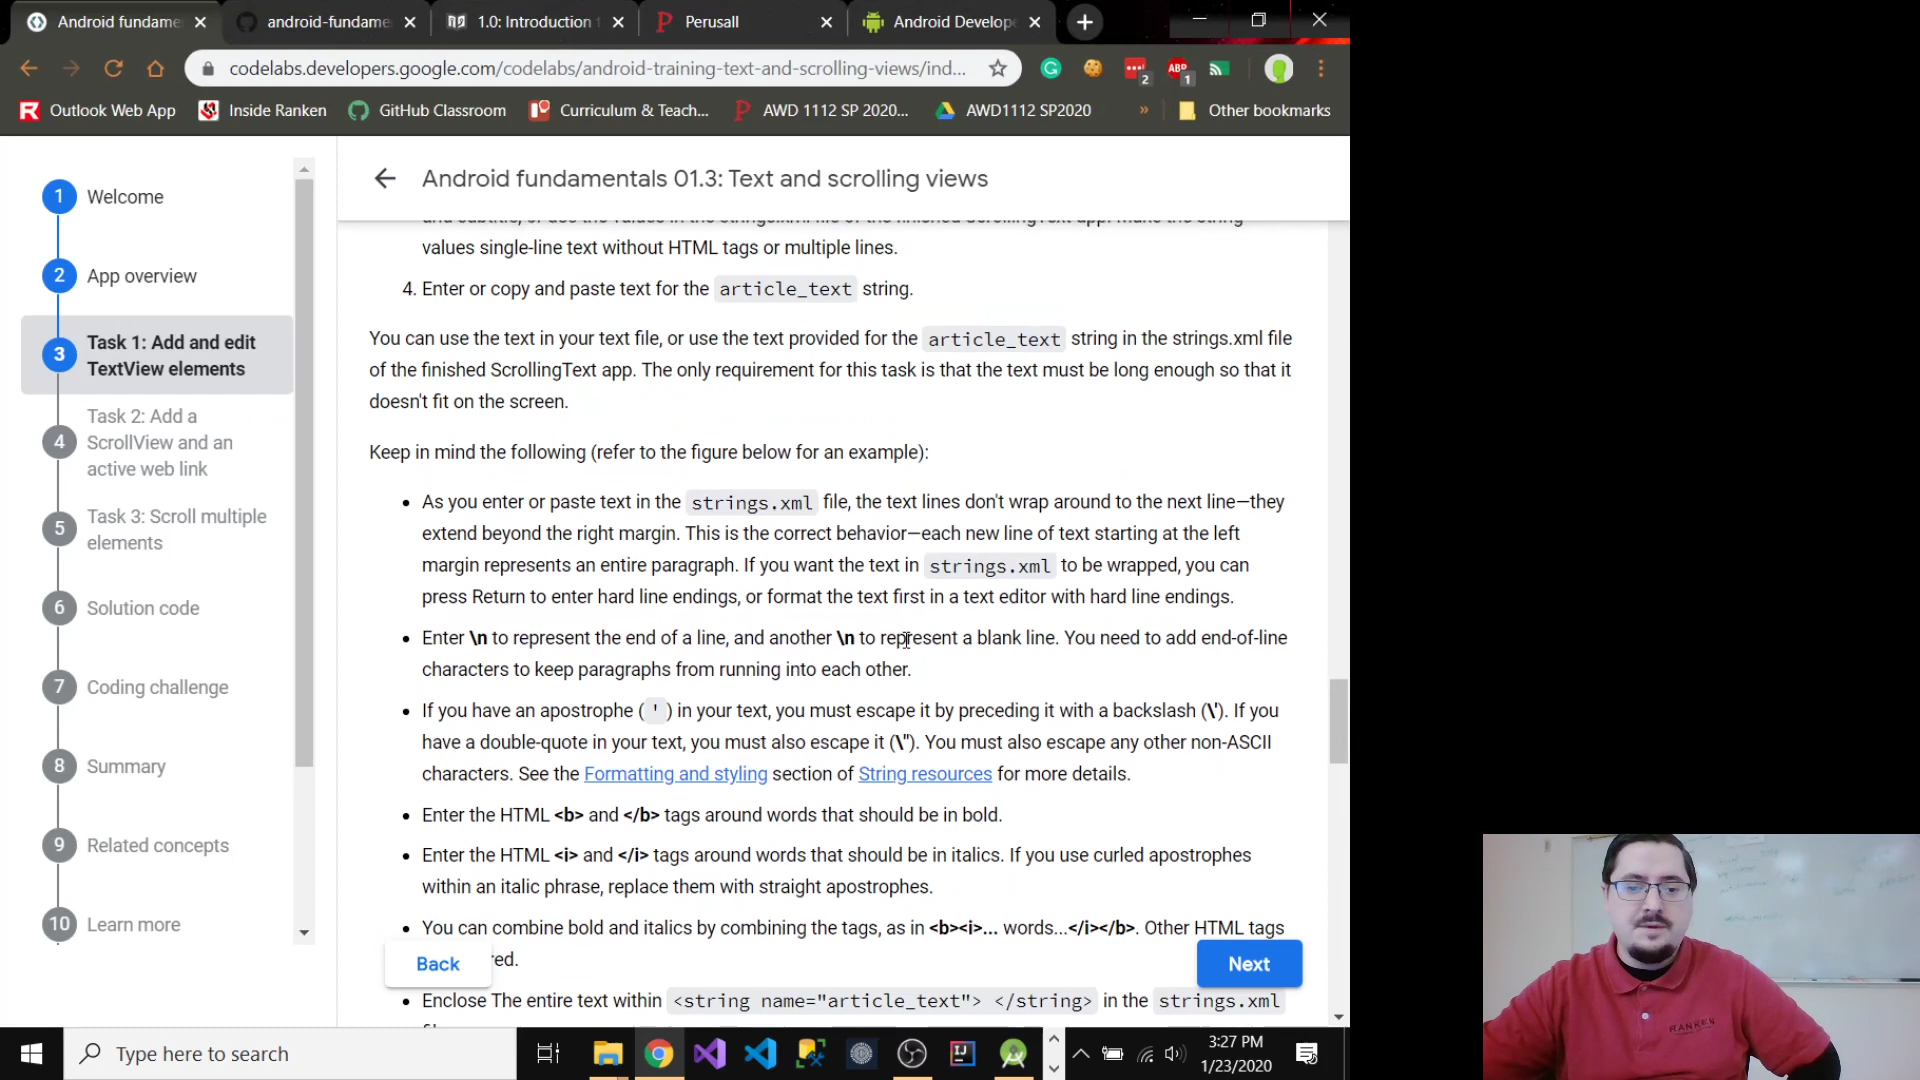 Android fundame
android-fundame
1.0: Introduction
Perusall
Android Develop
codelabs.developers.google.com/codelabs/android-training-text-and-scrolling-views/ind...
2
ABP
1
Outlook Web App
Inside Ranken
GitHub Classroom
Curriculum & Teach...
AWD 1112 SP 2020...
AWD1112 SP2020
»
Other bookmarks
Android fundamentals 01.3: Text and scrolling views
1 Welcome
2 App overview
3 Task 1: Add and edit
TextView elements
4 Task 2: Add a
ScrollView and an
active web link
5 Task 3: Scroll multiple
elements
6 Solution code
7 Coding challenge
8 Summary
9 Related concepts
10 Learn more
values single-line text without HTML tags or multiple lines.
4. Enter or copy and paste text for the article_text string.
You can use the text in your text file, or use the text provided for the article_text string in the strings.xml file
of the finished ScrollingText app. The only requirement for this task is that the text must be long enough so that it
doesn't fit on the screen.
Keep in mind the following (refer to the figure below for an example):
• As you enter or paste text in the strings.xml file, the text lines don't wrap around to the next line—they
extend beyond the right margin. This is the correct behavior—each new line of text starting at the left
margin represents an entire paragraph. If you want the text in strings.xml to be wrapped, you can
press Return to enter hard line endings, or format the text first in a text editor with hard line endings.
• Enter \n to represent the end of a line, and another \n to represent a blank line. You need to add end-of-line
characters to keep paragraphs from running into each other.
• If you have an apostrophe ( ' ) in your text, you must escape it by preceding it with a backslash (\'). If you
have a double-quote in your text, you must also escape it (\"). You must also escape any other non-ASCII
characters. See the Formatting and styling section of String resources for more details.
• Enter the HTML <b> and </b> tags around words that should be in bold.
• Enter the HTML <i> and </i> tags around words that should be in italics. If you use curled apostrophes
within an italic phrase, replace them with straight apostrophes.
• You can combine bold and italics by combining the tags, as in <b><i>... words...</i></b>. Other HTML tags
red.
Back
Next
• Enclose The entire text within <string name="article_text"> </string> in the strings.xml
Type here to search
3:27 PM
1/23/2020
RANKEN